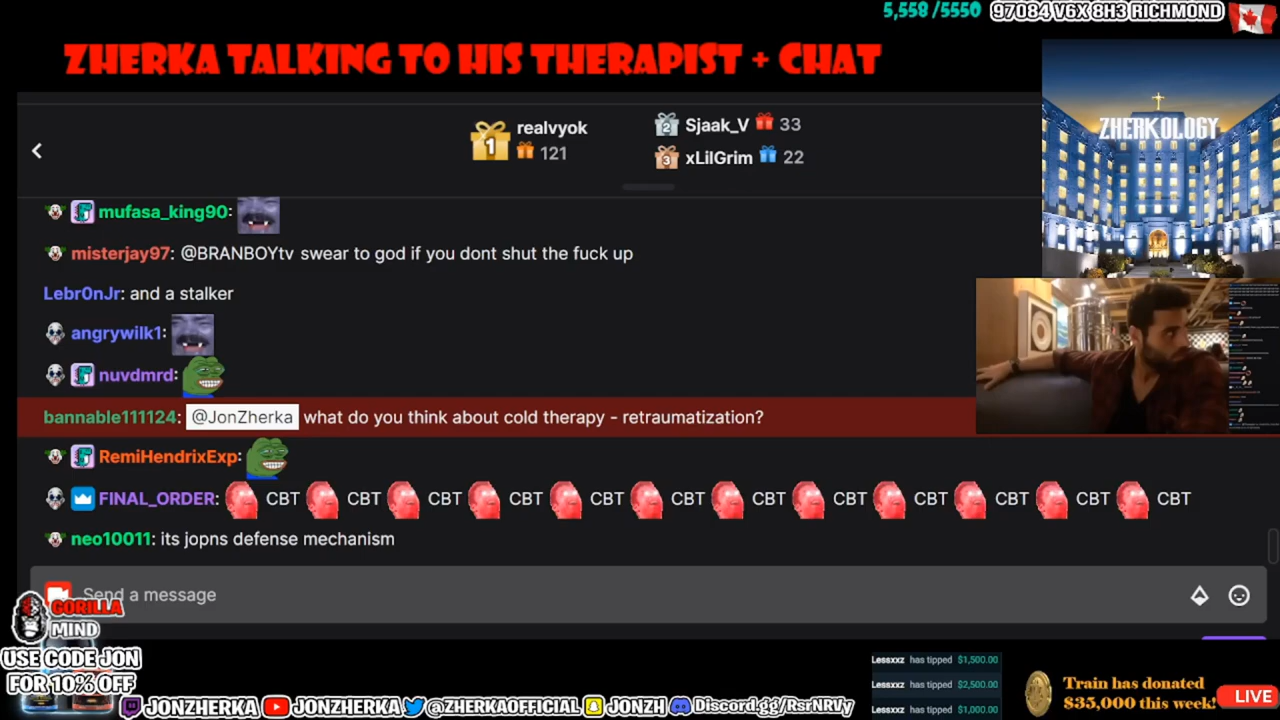 5,558 /5550
97084 V6X 8H3 RICHMOND
ZHERKA TALKING TO HIS THERAPIST + CHAT
ZHERKOLO6Y
1 realvyok
121
2 Sjaak_V 33
3 xLilGrim 22
mufasa_king90:
misterjay97: @BRANBOYtv swear to god if you dont shut the fuck up
Lebr0nJr: and a stalker
angrywilk1:
nuvdmrd:
bannable111124: @JonZherka what do you think about cold therapy - retraumatization?
RemiHendrixExp:
FINAL_ORDER: CBT CBT CBT CBT CBT CBT CBT CBT CBT CBT CBT CBT
neo10011: its jopns defense mechanism
Send a message
GORILLA
MIND
USE CODE JON
FOR 10% OFF
Lessxxz has tipped $1,500.00
Lessxxz has tipped $2,500.00
Lessxxz has tipped $1,000.00
Train has donated
$35,000 this week!
LIVE
JONZHERKA JONZHERKA @ZHERKAOFFICIAL JONZH Discord.gg/RsrNRVy